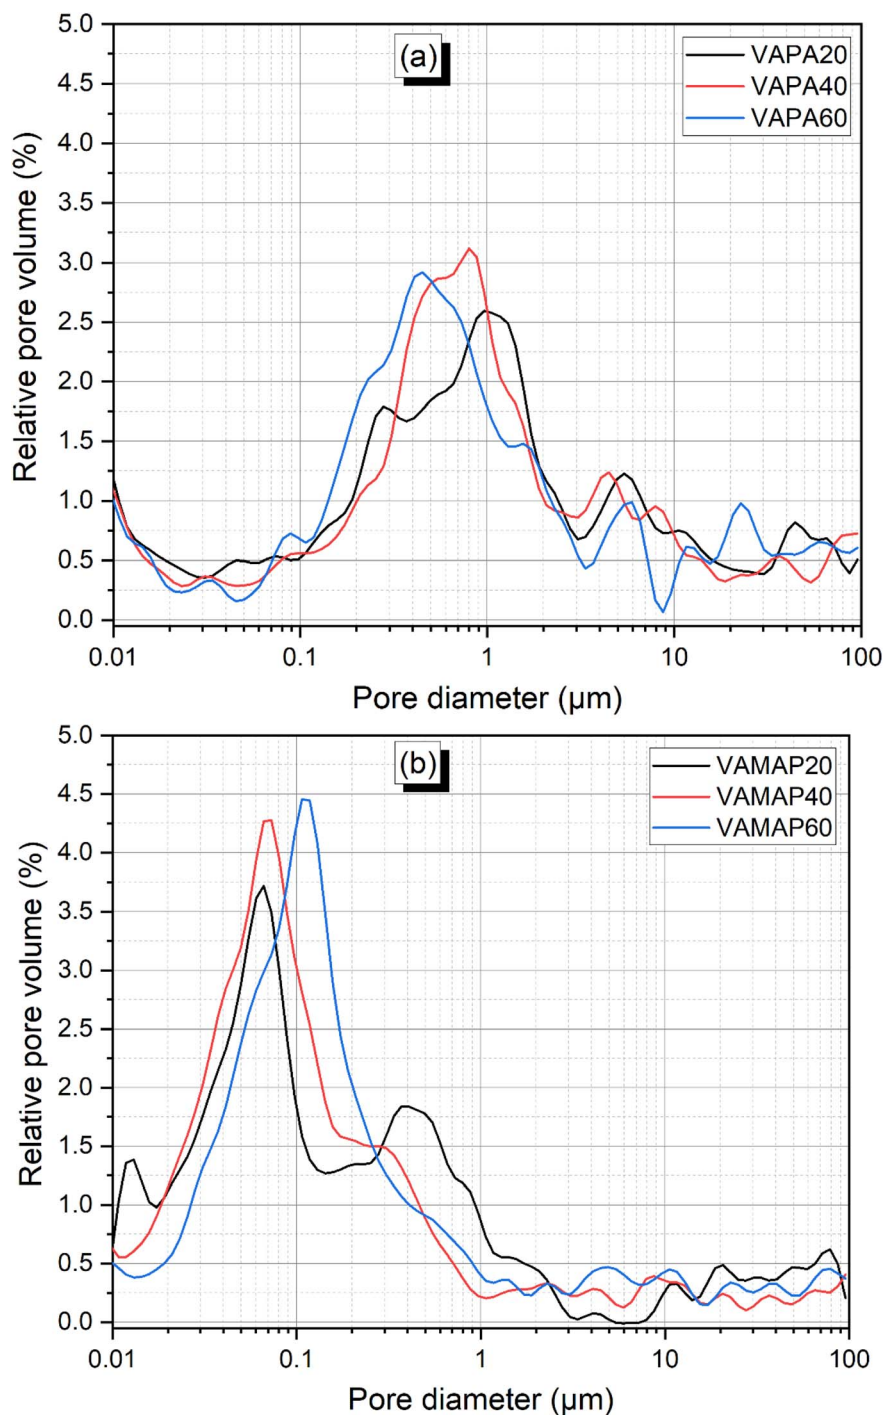 (a)
VAPA20
VAPA40
VAPA60
5.0
4.5
4.0
3.5
3.0
2.5
2.0
1.5
1.0
0.5
0.0
Relative pore volume (%)
0.01 0.1 1 10 100
Pore diameter (µm)
(b)
VAMAP20
VAMAP40
VAMAP60
5.0
4.5
4.0
3.5
3.0
2.5
2.0
1.5
1.0
0.5
0.0
Relative pore volume (%)
0.01 0.1 1 10 100
Pore diameter (µm)